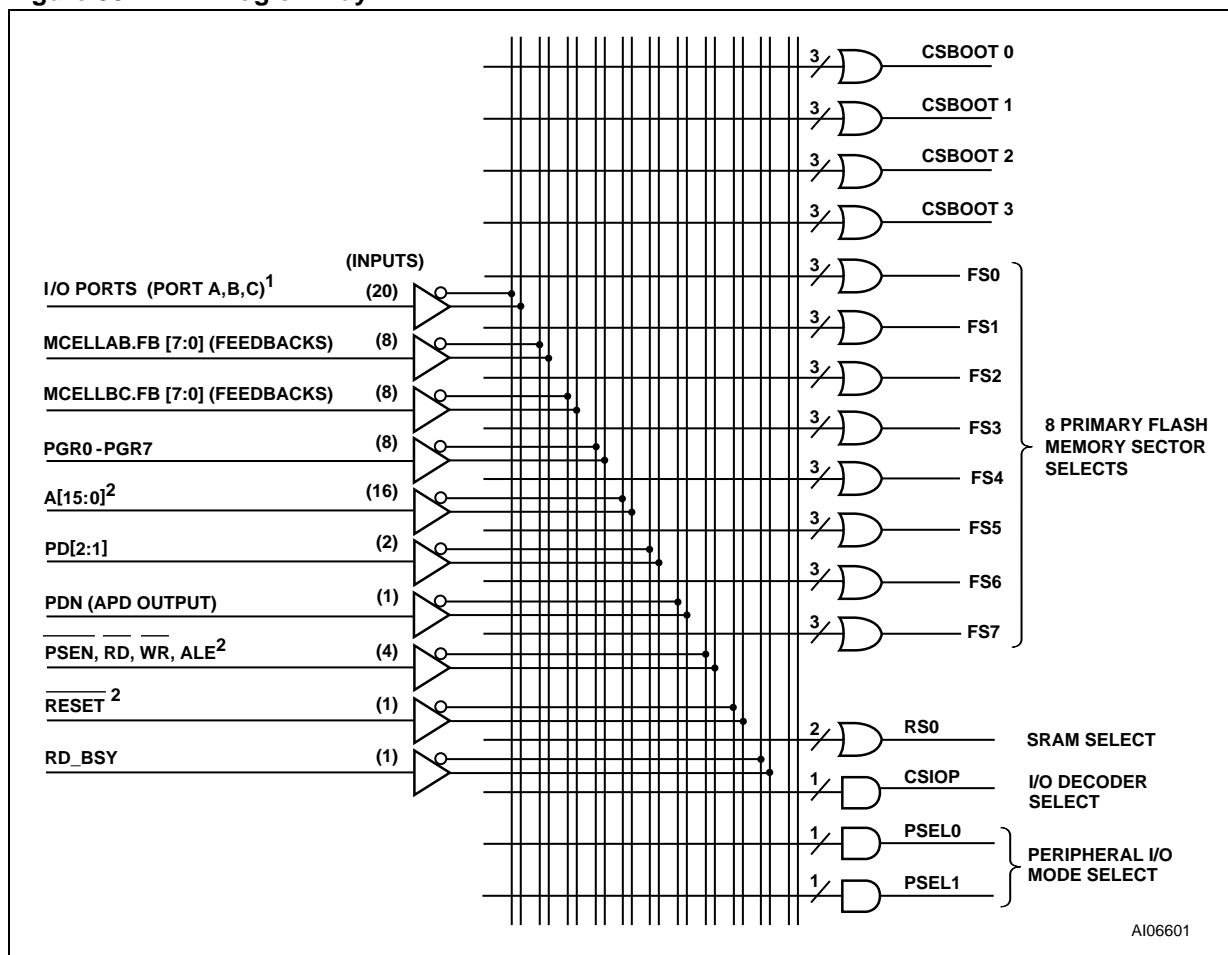 3 CSBOOT 0
3 CSBOOT 1
3 CSBOOT 2
3 CSBOOT 3
(INPUTS)
I/O PORTS (PORT A,B,C)1 (20)
MCELLAB.FB [7:0] (FEEDBACKS) (8)
MCELLBC.FB [7:0] (FEEDBACKS) (8)
PGR0 -PGR7 (8)
A[15:0]2 (16)
PD[2:1] (2)
PDN (APD OUTPUT) (1)
PSEN, RD, WR, ALE2 (4)
RESET 2 (1)
RD_BSY (1)
3 FS0
3 FS1
3 FS2
3 FS3
3 FS4
3 FS5
3 FS6
3 FS7
8 PRIMARY FLASH
MEMORY SECTOR
SELECTS
2 RS0 SRAM SELECT
1 CSIOP I/O DECODER
SELECT
1 PSEL0
1 PSEL1
PERIPHERAL I/O
MODE SELECT
AI06601